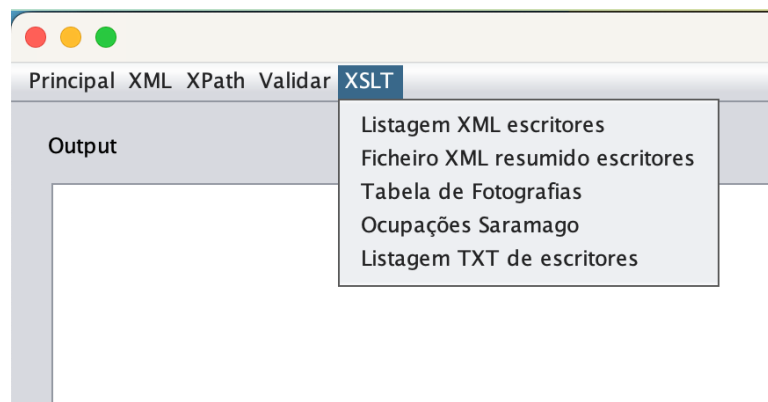 Principal XML XPath Validar XSLT
Listagem XML escritores
Output
Ficheiro XML resumido escritores
Tabela de Fotografias
Ocupações Saramago
Listagem TXT de escritores